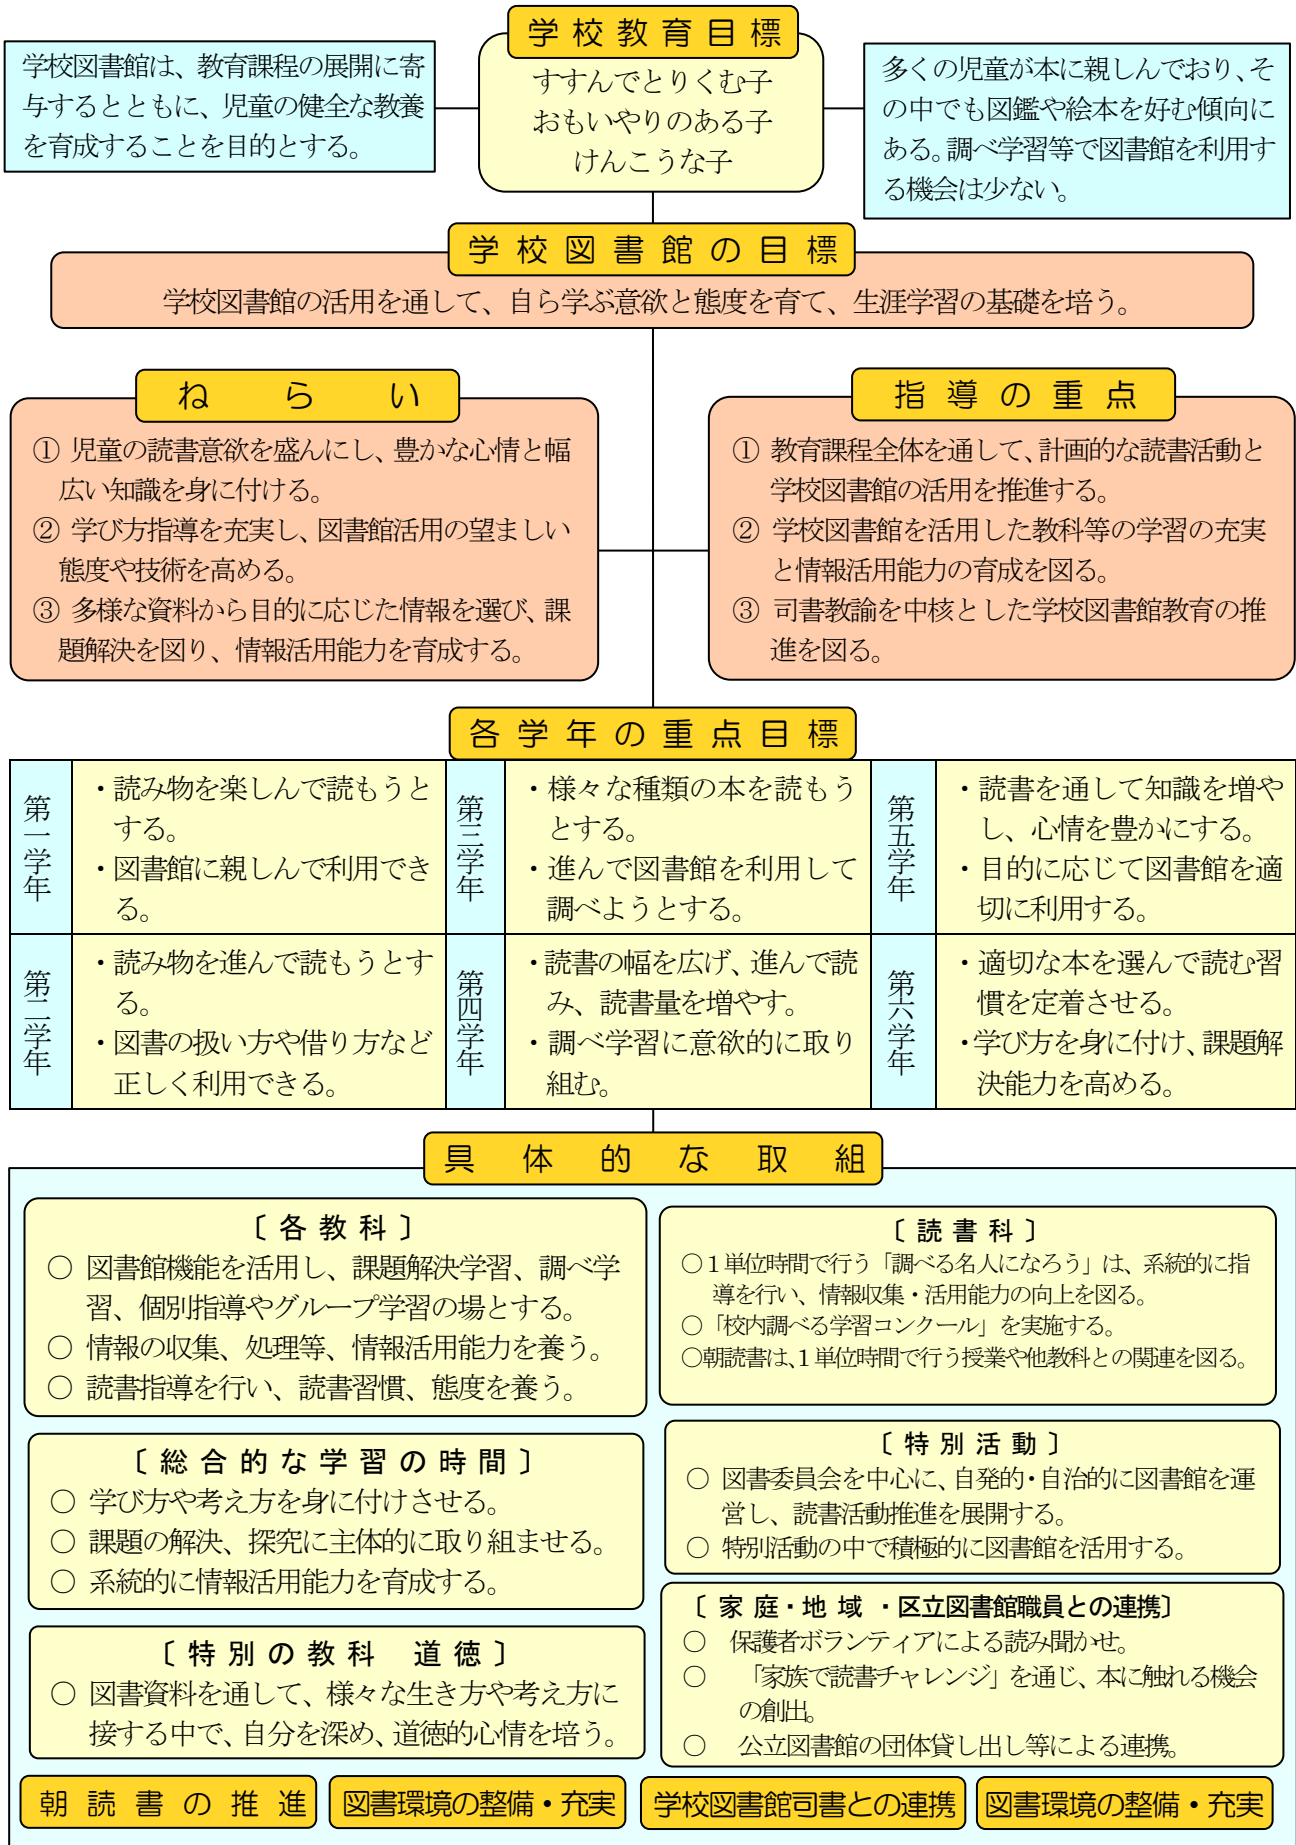 学校教育目標
すすんでとりくむ子
おもいやりのある子
けんこうな子
学校図書館は、教育課程の展開に寄
与するとともに、児童の健全な教養
を育成することを目的とする。
多くの児童が本に親しんでおり、そ
の中でも図鑑や絵本を好む傾向に
ある。調べ学習等で図書館を利用す
る機会は少ない。
学校図書館の目標
学校図書館の活用を通して、自ら学ぶ意欲と態度を育て、生涯学習の基礎を培う。
ねらい
① 児童の読書意欲を盛んにし、豊かな心情と幅
広い知識を身に付ける。
② 学び方指導を充実し、図書館活用の望ましい
態度や技術を高める。
③ 多様な資料から目的に応じた情報を選び、課
題解決を図り、情報活用能力を育成する。
指導の重点
① 教育課程全体を通して、計画的な読書活動と
学校図書館の活用を推進する。
② 学校図書館を活用した教科等の学習の充実
と情報活用能力の育成を図る。
③ 司書教諭を中核とした学校図書館教育の推
進を図る。
各学年の重点目標
第一学年
・読み物を楽しんで読もうと
する。
・図書館に親しんで利用でき
る。
第三学年
・様々な種類の本を読もう
とする。
・進んで図書館を利用して
調べようとする。
第五学年
・読書を通して知識を増や
し、心情を豊かにする。
・目的に応じて図書館を適
切に利用する。
第二学年
・読み物を進んで読もうとす
る。
・図書の扱い方や借り方など
正しく利用できる。
第四学年
・読書の幅を広げ、進んで読
み、読書量を増やす。
・調べ学習に意欲的に取り
組む。
第六学年
・適切な本を選んで読む習
慣を定着させる。
・学び方を身に付け、課題解
決能力を高める。
具体的な取組
〔各教科〕
○ 図書館機能を活用し、課題解決学習、調べ学
習、個別指導やグループ学習の場とする。
○ 情報の収集、処理等、情報活用能力を養う。
○ 読書指導を行い、読書習慣、態度を養う。
〔読書科〕
○1単位時間で行う「調べる名人になろう」は、系統的に指
導を行い、情報収集・活用能力の向上を図る。
○「校内調べる学習コンクール」を実施する。
○朝読書は、1単位時間で行う授業や他教科との関連を図る。
〔総合的な学習の時間〕
○ 学び方や考え方を身に付けさせる。
○ 課題の解決、探究に主体的に取り組ませる。
○ 系統的に情報活用能力を育成する。
〔特別活動〕
○ 図書委員会を中心に、自発的・自治的に図書館を運
営し、読書活動推進を展開する。
○ 特別活動の中で積極的に図書館を活用する。
〔特別の教科 道徳〕
○ 図書資料を通して、様々な生き方や考え方に
接する中で、自分を深め、道徳的心情を培う。
〔家庭・地域・区立図書館職員との連携〕
○ 保護者ボランティアによる読み聞かせ。
○ 「家族で読書チャレンジ」を通じ、本に触れる機会
の創出。
○ 公立図書館の団体貸し出し等による連携。
朝読書の推進
図書環境の整備・充実
学校図書館司書との連携
図書環境の整備・充実